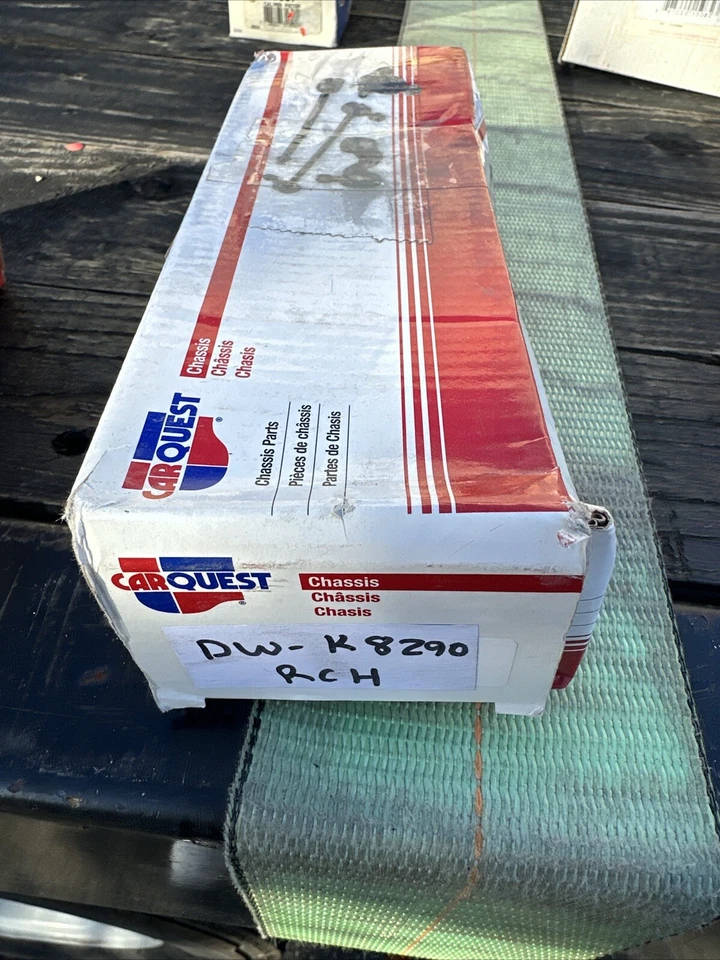 Chassis
Châssis
Chasis
CARQUEST
Chassis Parts
Pièces de châssis
Partes de Chasis
CARQUEST
Chassis
Châssis
Chasis
DW-K8290
RCH